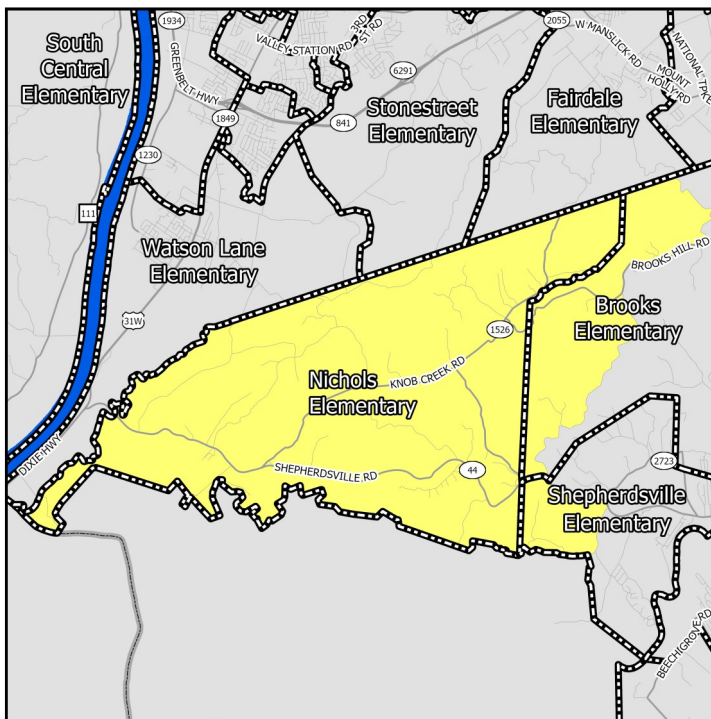 1934
2055
W MANSLICK RD
NATIONAL TPKE
South
Central
Elementary
GREENBELT HWY
VALLEY STATION RD
3RD
ST RD
6291
MOUNT
HOLLY RD
Stonestreet
Elementary
Fairdale
Elementary
1849
841
1230
111
Watson Lane
Elementary
BROOKS HILL RD
31W
1526
Brooks
Elementary
Nichols
Elementary
KNOB CREEK RD
DIXIE HWY
SHEPHERDSVILLE RD
44
2723
Shepherdsville
Elementary
BEECHGROVE RD